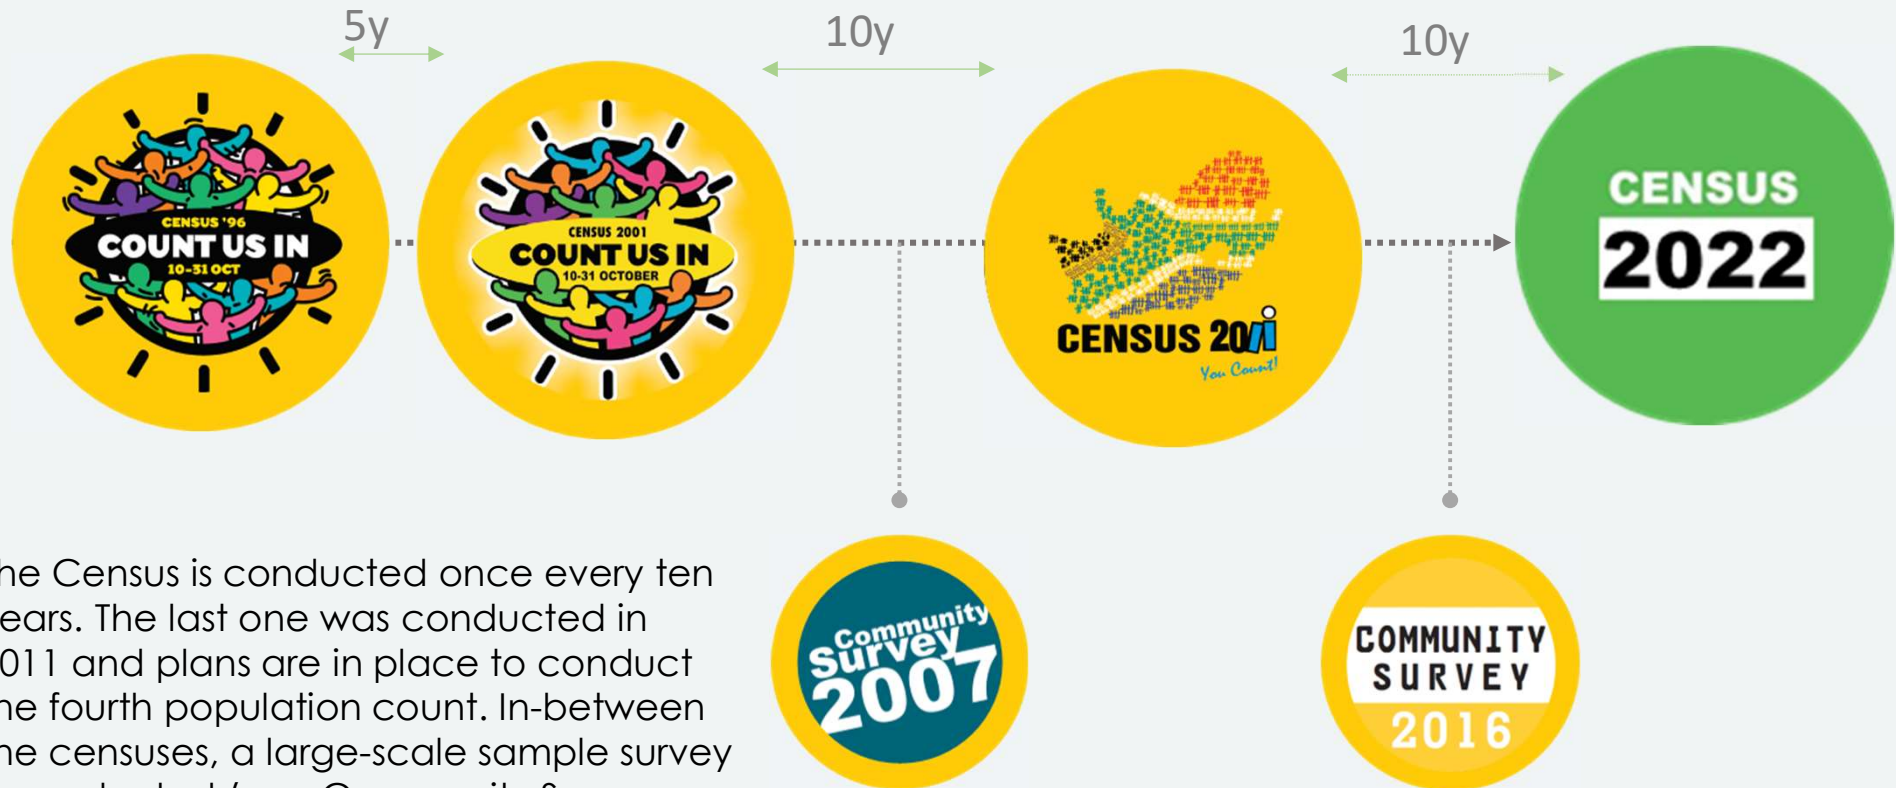 5y
10y
10y
CENSUS '96
COUNT US IN
10-31 OCT
CENSUS 2001
COUNT US IN
10-31 OCTOBER
CENSUS 2011
You Count!
CENSUS
2022
he Census is conducted once every ten
ears. The last one was conducted in
011 and plans are in place to conduct
he fourth population count. In-between
he censuses, a large-scale sample survey
Community
Survey
2007
COMMUNITY
SURVEY
2016